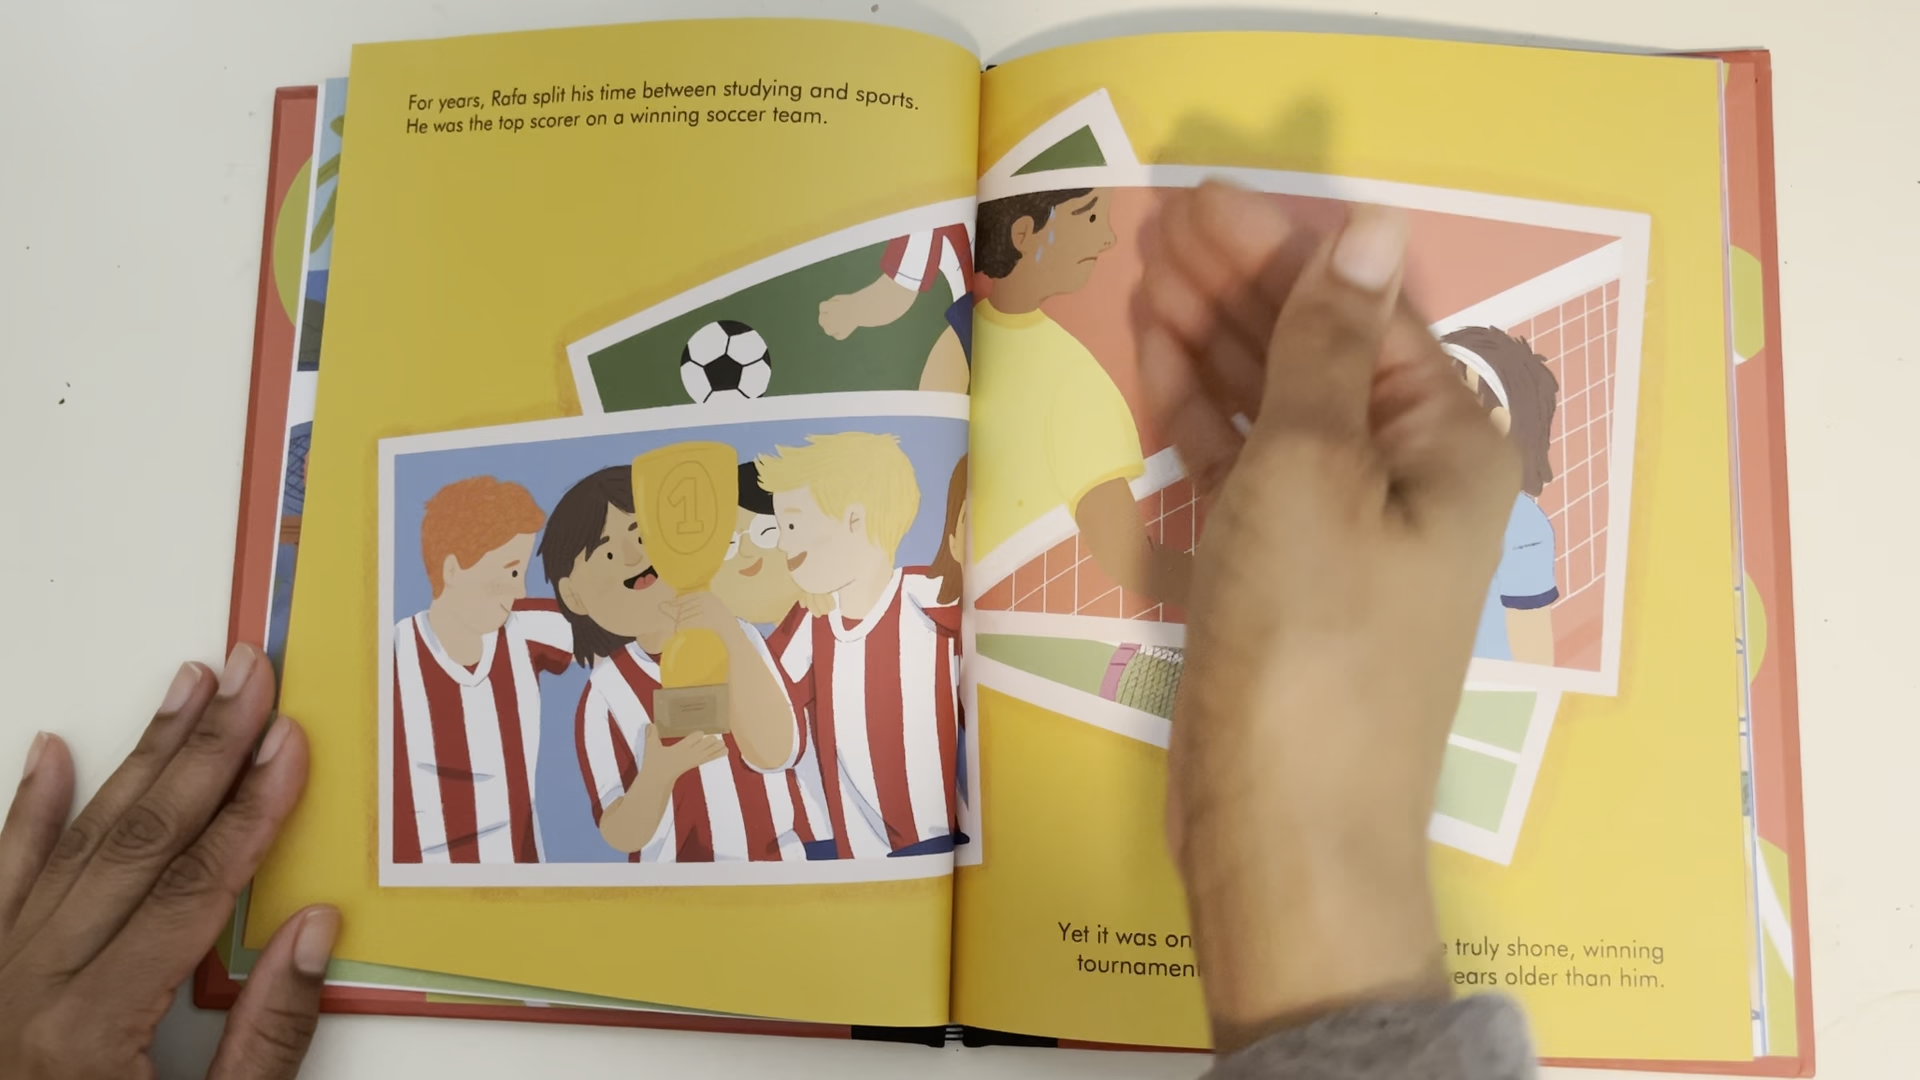 For years, Rafa split his time between studying and sports.
He was the top scorer on a winning soccer team.
1
Yet it was on truly shone, winning
tournamen ears older than him.